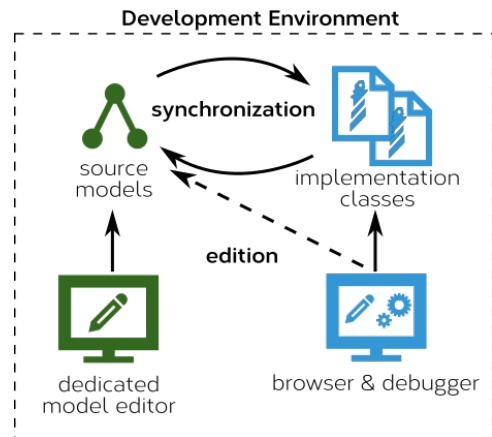 Development Environment
synchronization
source
models
implementation
classes
edition
dedicated
model editor
browser & debugger